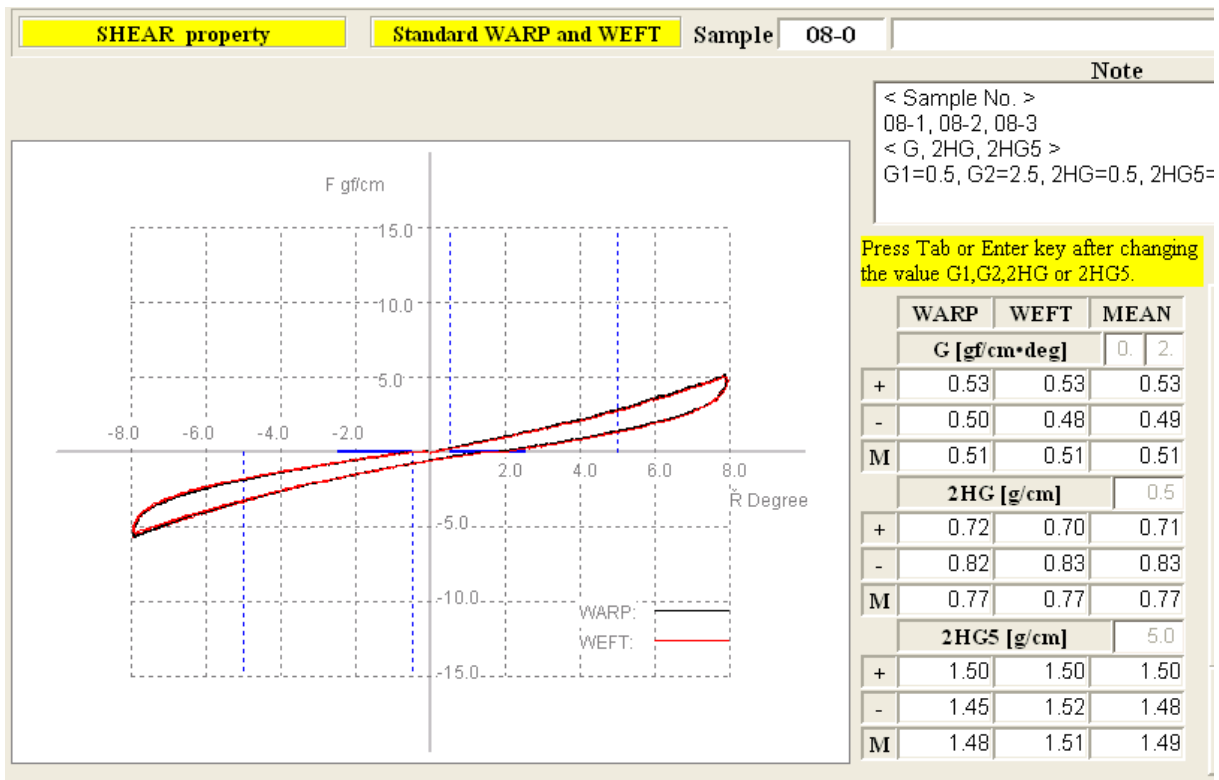 SHEAR property Standard WARP and WEFT Sample 08-0
Note
< Sample No. >
08-1, 08-2, 08-3
< G, 2HG, 2HG5 >
G1=0.5, G2=2.5, 2HG=0.5, 2HG5=
F gf/cm
15.0
10.0
5.0
-8.0 -6.0 -4.0 -2.0
2.0 4.0 6.0 8.0
Ř Degree
-5.0
-10.0
-15.0
WARP:
WEFT:
Press Tab or Enter key after changing
the value G1,G2,2HG or 2HG5.
WARP WEFT MEAN
G [gf/cm•deg] 0. 2.
+ 0.53 0.53 0.53
- 0.50 0.48 0.49
M 0.51 0.51 0.51
2HG [g/cm] 0.5
+ 0.72 0.70 0.71
- 0.82 0.83 0.83
M 0.77 0.77 0.77
2HG5 [g/cm] 5.0
+ 1.50 1.50 1.50
- 1.45 1.52 1.48
M 1.48 1.51 1.49